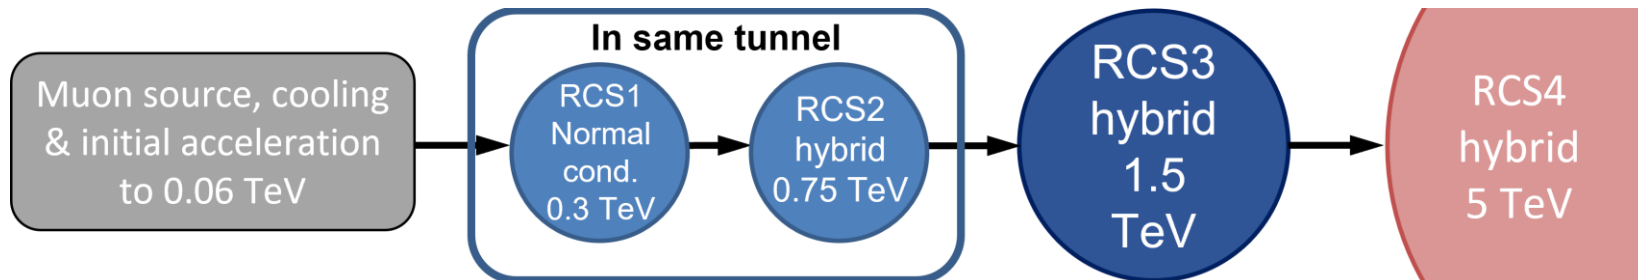 Muon source, cooling
& initial acceleration
to 0.06 TeV
In same tunnel
RCS1
Normal
cond.
0.3 TeV
RCS2
hybrid
0.75 TeV
RCS3
hybrid
1.5
TeV
RCS4
hybrid
5 TeV